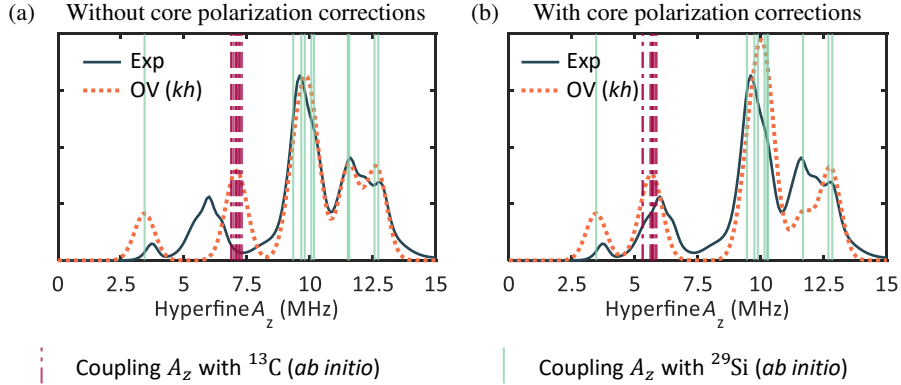 (a) Without core polarization corrections
(b) With core polarization corrections
Exp
OV (kh)
Exp
OV (kh)
0 2.5 5 7.5 10 12.5 15
0 2.5 5 7.5 10 12.5 15
Hyperfine A_z (MHz)
Hyperfine A_z (MHz)
Coupling A_z with ¹³C (ab initio)
Coupling A_z with ²⁹Si (ab initio)